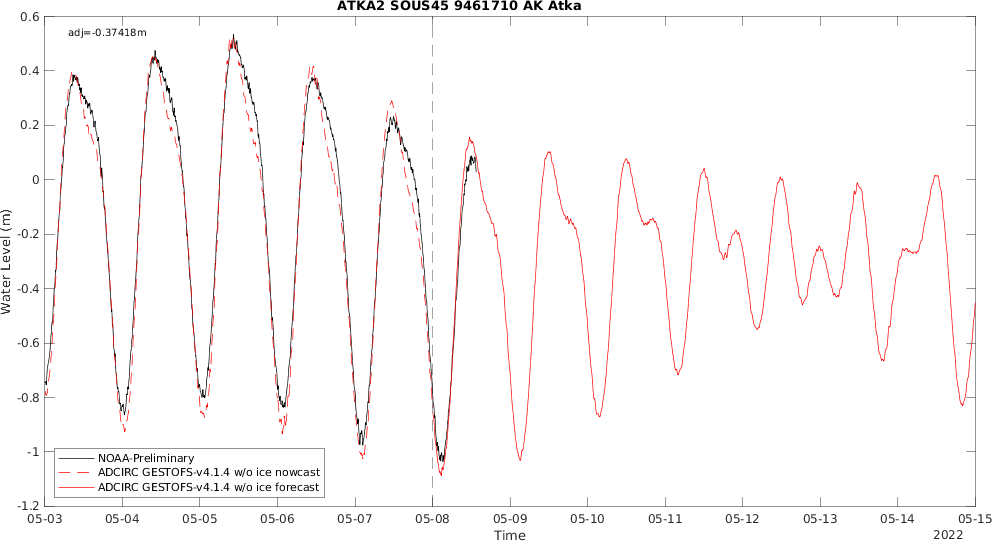 ATKA2 SOUS45 9461710 AK Atka
adj=-0.37418m
0.6
0.4
0.2
0
-0.2
-0.4
-0.6
-0.8
-1
-1.2
Water Level (m)
NOAA-Preliminary
ADCIRC GESTOFS-v4.1.4 w/o ice nowcast
ADCIRC GESTOFS-v4.1.4 w/o ice forecast
05-03 05-04 05-05 05-06 05-07 05-08 05-09 05-10 05-11 05-12 05-13 05-14 05-15
Time
2022